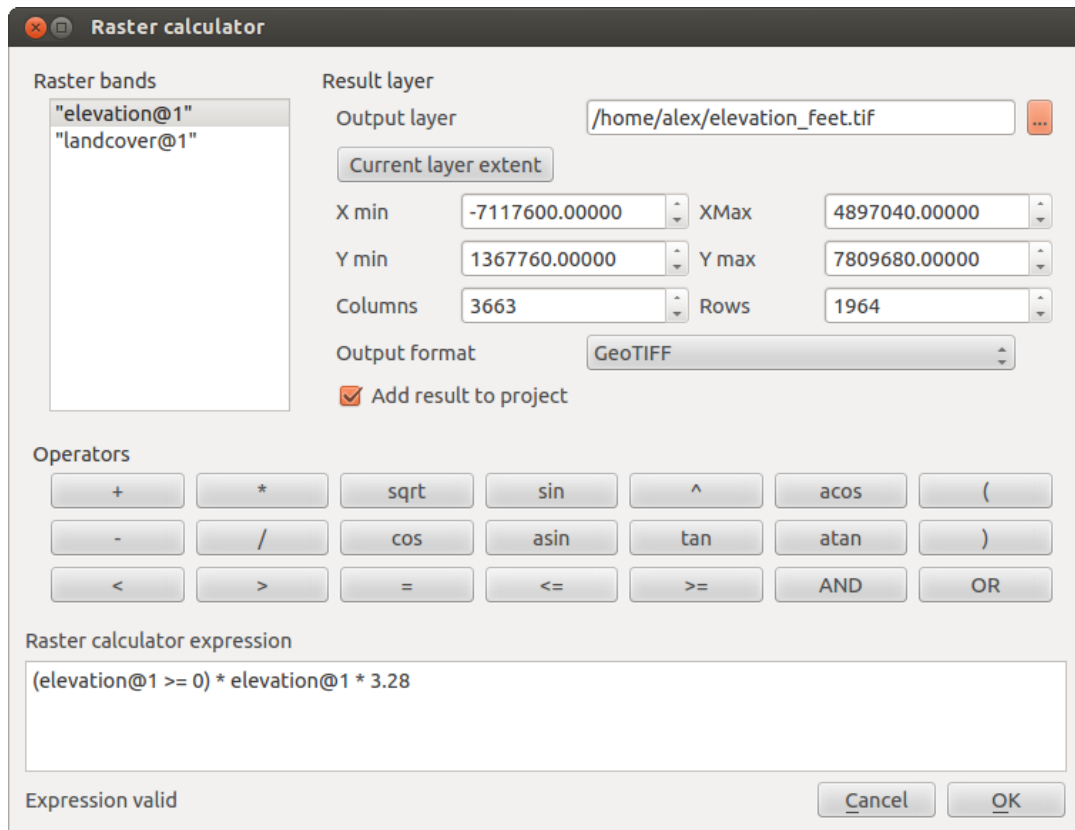 Raster calculator
Raster bands
"elevation@1"
"landcover@1"
Result layer
Output layer /home/alex/elevation_feet.tif ...
Current layer extent
X min -7117600.00000 XMax 4897040.00000
Y min 1367760.00000 Y max 7809680.00000
Columns 3663 Rows 1964
Output format GeoTIFF
Add result to project
Operators
+ * sqrt sin ^ acos (
- / cos asin tan atan )
< > = <= >= AND OR
Raster calculator expression
(elevation@1 >= 0) * elevation@1 * 3.28
Expression valid Cancel OK